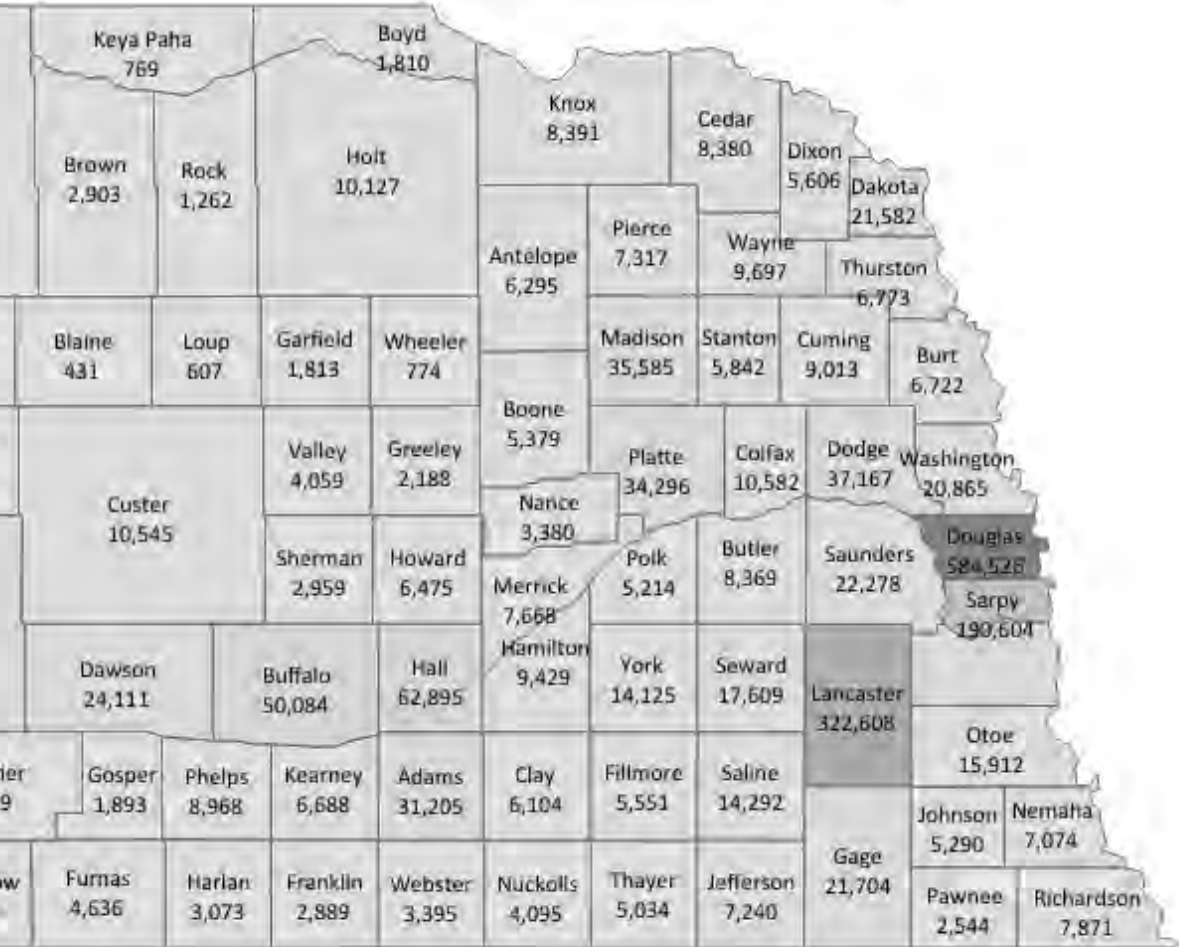 Keya Paha
769
Boyd
1,810
Knox
8,391
Cedar
8,380
Dixon
5,606
Dakota
21,582
Brown
2,903
Rock
1,262
Holt
10,127
Antelope
6,295
Pierce
7,317
Wayne
9,697
Thurston
6,773
Blaine
431
Loup
607
Garfield
1,813
Wheeler
774
Madison
35,585
Stanton
5,842
Cuming
9,013
Burt
6,722
Boone
5,379
Custer
10,545
Valley
4,059
Greeley
2,188
Platte
34,296
Colfax
10,582
Dodge
37,167
Washington
20,865
Nance
3,380
Sherman
2,959
Howard
6,475
Merrick
7,668
Polk
5,214
Butler
8,369
Saunders
22,278
Douglas
584,526
Sarpy
190,604
Dawson
24,111
Buffalo
50,084
Hall
62,895
Hamilton
9,429
York
14,125
Seward
17,609
Lancaster
322,608
Otoe
15,912
ier
9
Gosper
1,893
Phelps
8,968
Kearney
6,688
Adams
31,205
Clay
6,104
Fillmore
5,551
Saline
14,292
Johnson
5,290
Nemaha
7,074
ow
Furnas
4,636
Harlan
3,073
Franklin
2,889
Webster
3,395
Nuckolls
4,095
Thayer
5,034
Jefferson
7,240
Gage
21,704
Pawnee
2,544
Richardson
7,871